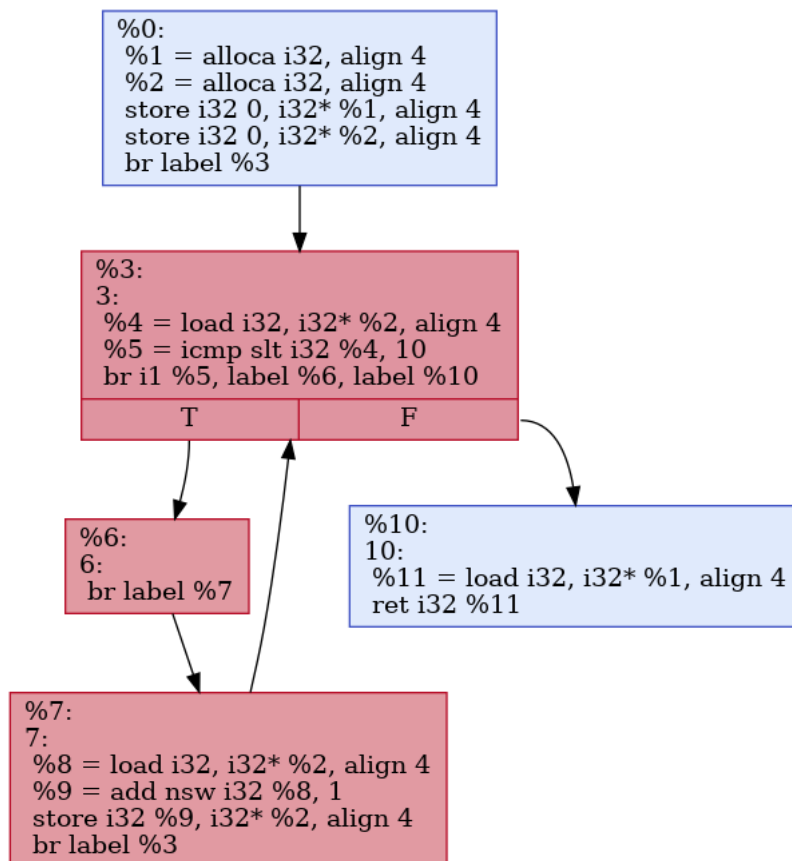 %0:
%1 = alloca i32, align 4
%2 = alloca i32, align 4
store i32 0, i32* %1, align 4
store i32 0, i32* %2, align 4
br label %3
%3:
3:
%4 = load i32, i32* %2, align 4
%5 = icmp slt i32 %4, 10
br i1 %5, label %6, label %10
T
F
%6:
6:
br label %7
%10:
10:
%11 = load i32, i32* %1, align 4
ret i32 %11
%7:
7:
%8 = load i32, i32* %2, align 4
%9 = add nsw i32 %8, 1
store i32 %9, i32* %2, align 4
br label %3